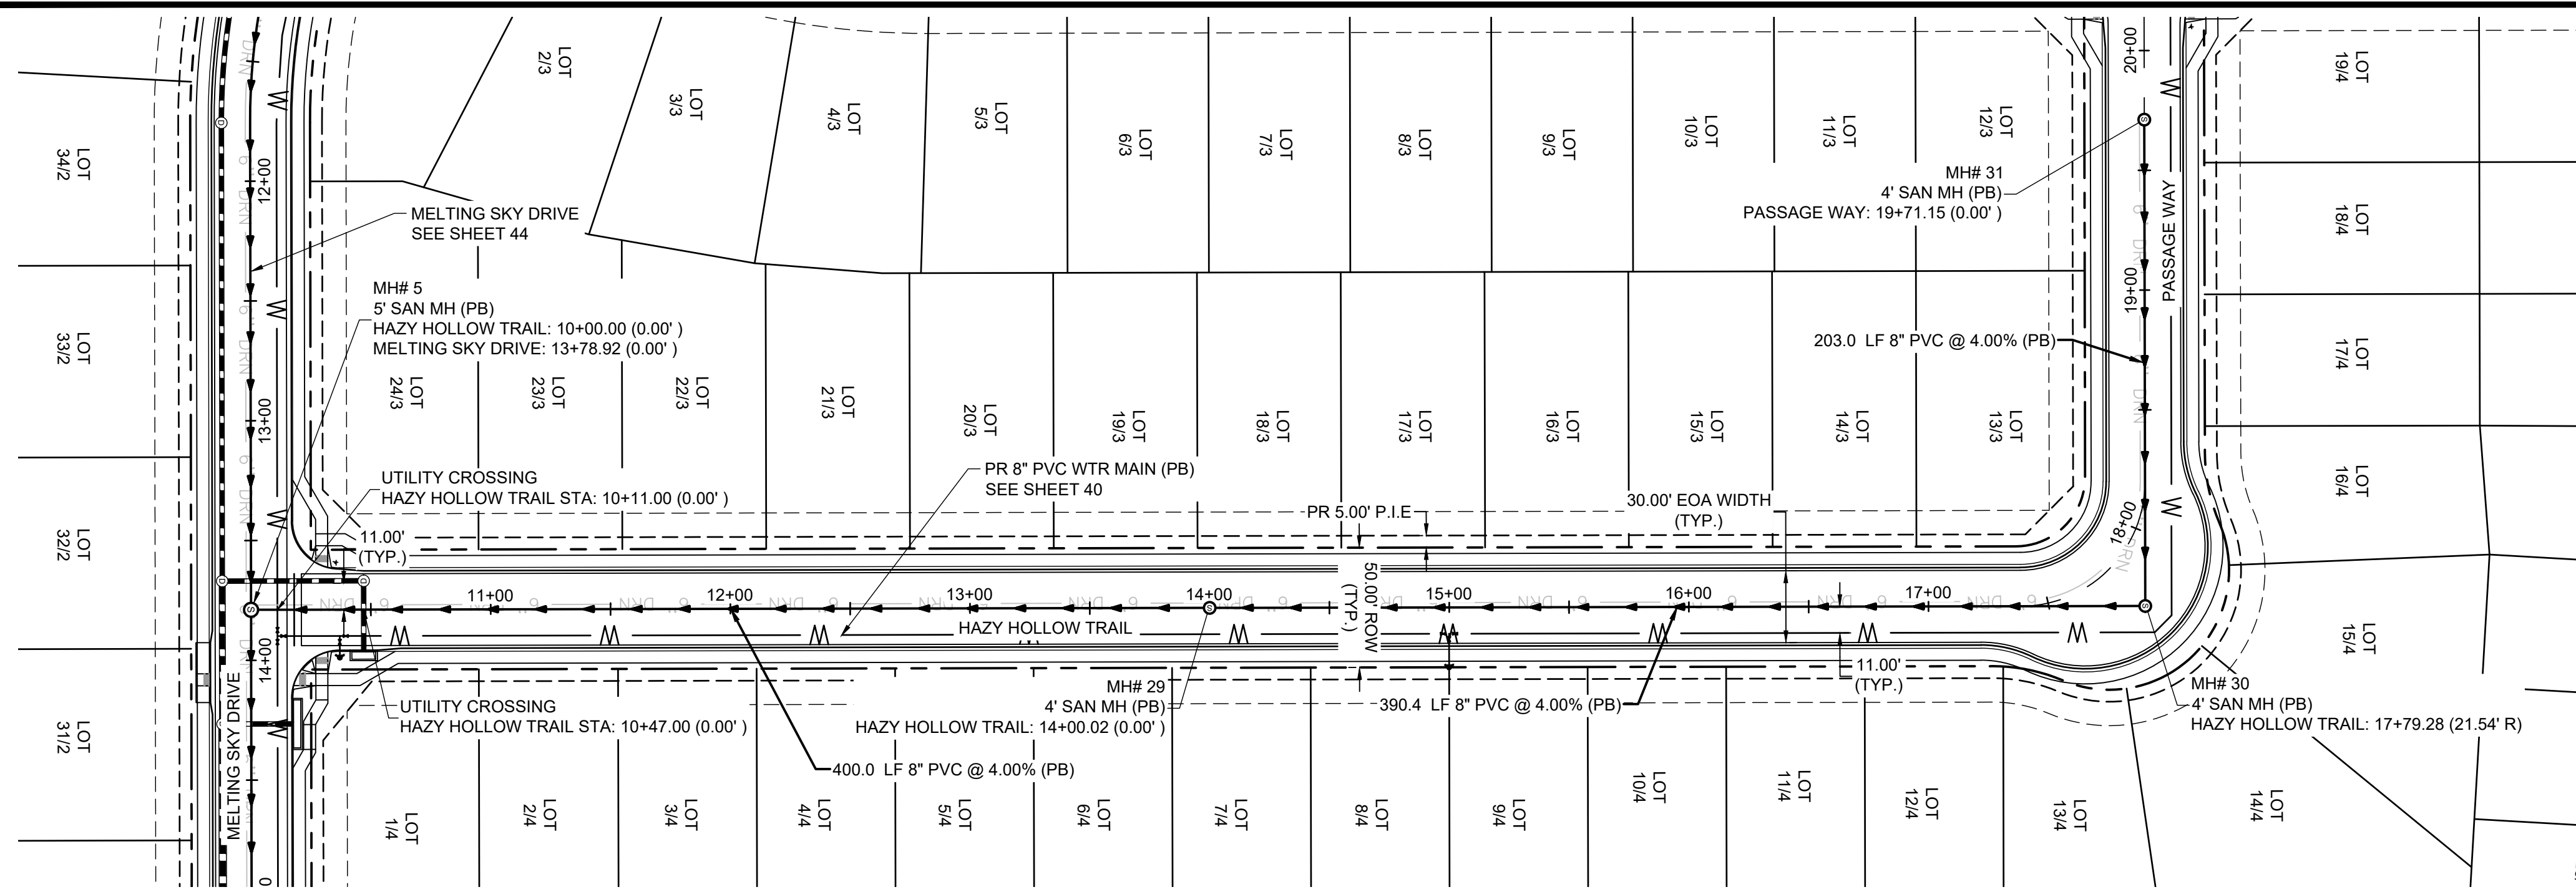 LOT
2/3
LOT
3/3
LOT
4/3
LOT
5/3
LOT
6/3
LOT
7/3
LOT
8/3
LOT
9/3
LOT
10/3
LOT
11/3
LOT
12/3
20+00
LOT
19/4
LOT
34/2
12+00
MELTING SKY DRIVE
SEE SHEET 44
MH# 31
4' SAN MH (PB)
PASSAGE WAY: 19+71.15 (0.00' )
PASSAGE WAY
LOT
18/4
MH# 5
5' SAN MH (PB)
HAZY HOLLOW TRAIL: 10+00.00 (0.00' )
MELTING SKY DRIVE: 13+78.92 (0.00' )
19+00
203.0 LF 8" PVC @ 4.00% (PB)
LOT
33/2
LOT
17/4
13+00
LOT
24/3
LOT
23/3
LOT
22/3
LOT
21/3
LOT
20/3
LOT
19/3
LOT
18/3
LOT
17/3
LOT
16/3
LOT
15/3
LOT
14/3
LOT
13/3
LOT
16/4
UTILITY CROSSING
HAZY HOLLOW TRAIL STA: 10+11.00 (0.00' )
PR 8" PVC WTR MAIN (PB)
SEE SHEET 40
PR 5.00' P.I.E
30.00' EOA WIDTH
(TYP.)
18+00
LOT
32/2
11.00'
(TYP.)
50.00' ROW
(TYP.)
11+00
12+00
13+00
14+00
15+00
16+00
17+00
6" DRN
HAZY HOLLOW TRAIL
14+00
MELTING SKY DRIVE
LOT
15/4
11.00'
(TYP.)
UTILITY CROSSING
HAZY HOLLOW TRAIL STA: 10+47.00 (0.00' )
MH# 29
4' SAN MH (PB)
HAZY HOLLOW TRAIL: 14+00.02 (0.00' )
390.4 LF 8" PVC @ 4.00% (PB)
MH# 30
4' SAN MH (PB)
HAZY HOLLOW TRAIL: 17+79.28 (21.54' R)
400.0 LF 8" PVC @ 4.00% (PB)
LOT
31/2
LOT
1/4
LOT
2/4
LOT
3/4
LOT
4/4
LOT
5/4
LOT
6/4
LOT
7/4
LOT
8/4
LOT
9/4
LOT
10/4
LOT
11/4
LOT
12/4
LOT
13/4
LOT
14/4